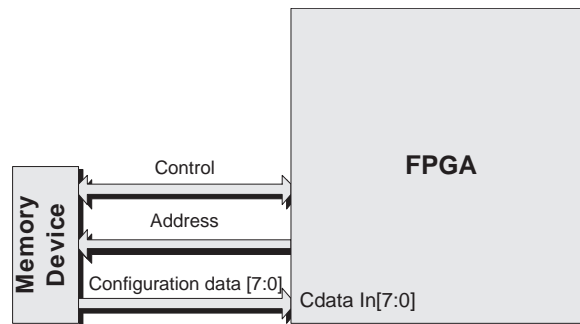 Control
FPGA
Memory
Device
Address
Configuration data [7:0]
Cdata In[7:0]